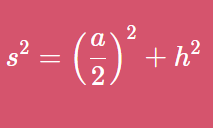 s² = (a/2)² + h²